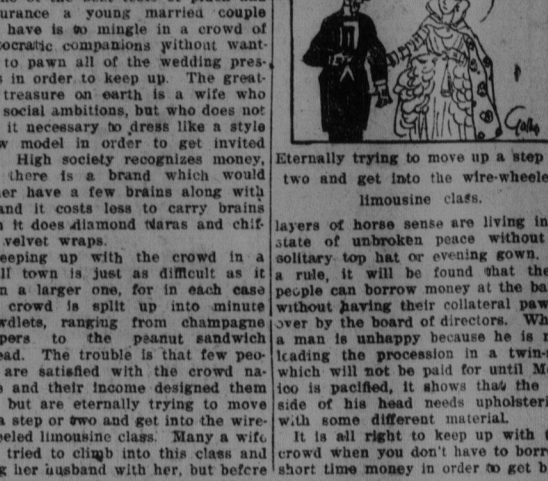 surance a young married couple
have is to mingle in a crowd of
ocratic companions without want-
to pawn all of the wedding pres-
in order to keep up. The great-
treasure on earth is a wife who
social ambitions, but who does not
it necessary to dress like a style
w model in order to get invited
High society recognizes money,
there is a brand which would
her have a few brains along with
and it costs less to carry brains
it does diamond tiaras and chif-
velvet wraps.
eeping up with the crowd in a
ll town is just as difficult as it
n a larger one, for in each case
crowd is split up into minute
wdlets, ranging from champagne
pers to the peanut sandwich
ead. The trouble is that few peo-
are satisfied with the crowd na-
and their income designed them
but are eternally trying to move
a step or two and get into the wire-
eeled limousine class. Many a wife
tried to climb into this class and
g her husband with her, but before
Eternally trying to move up a step
two and get into the wire-wheele
limousine class.
layers of horse sense are living in
state of unbroken peace without
solitary top hat or evening gown.
a rule, it will be found that the
people can borrow money at the ba
without having their collateral paw
over by the board of directors. Wh
a man is unhappy because he is n
leading the procession in a twin-
which will not be paid for until M
ico is pacified, it shows that the
side of his head needs upholsteri
with some different material.
It is all right to keep up with t
crowd when you don't have to borr
short time money in order to get b